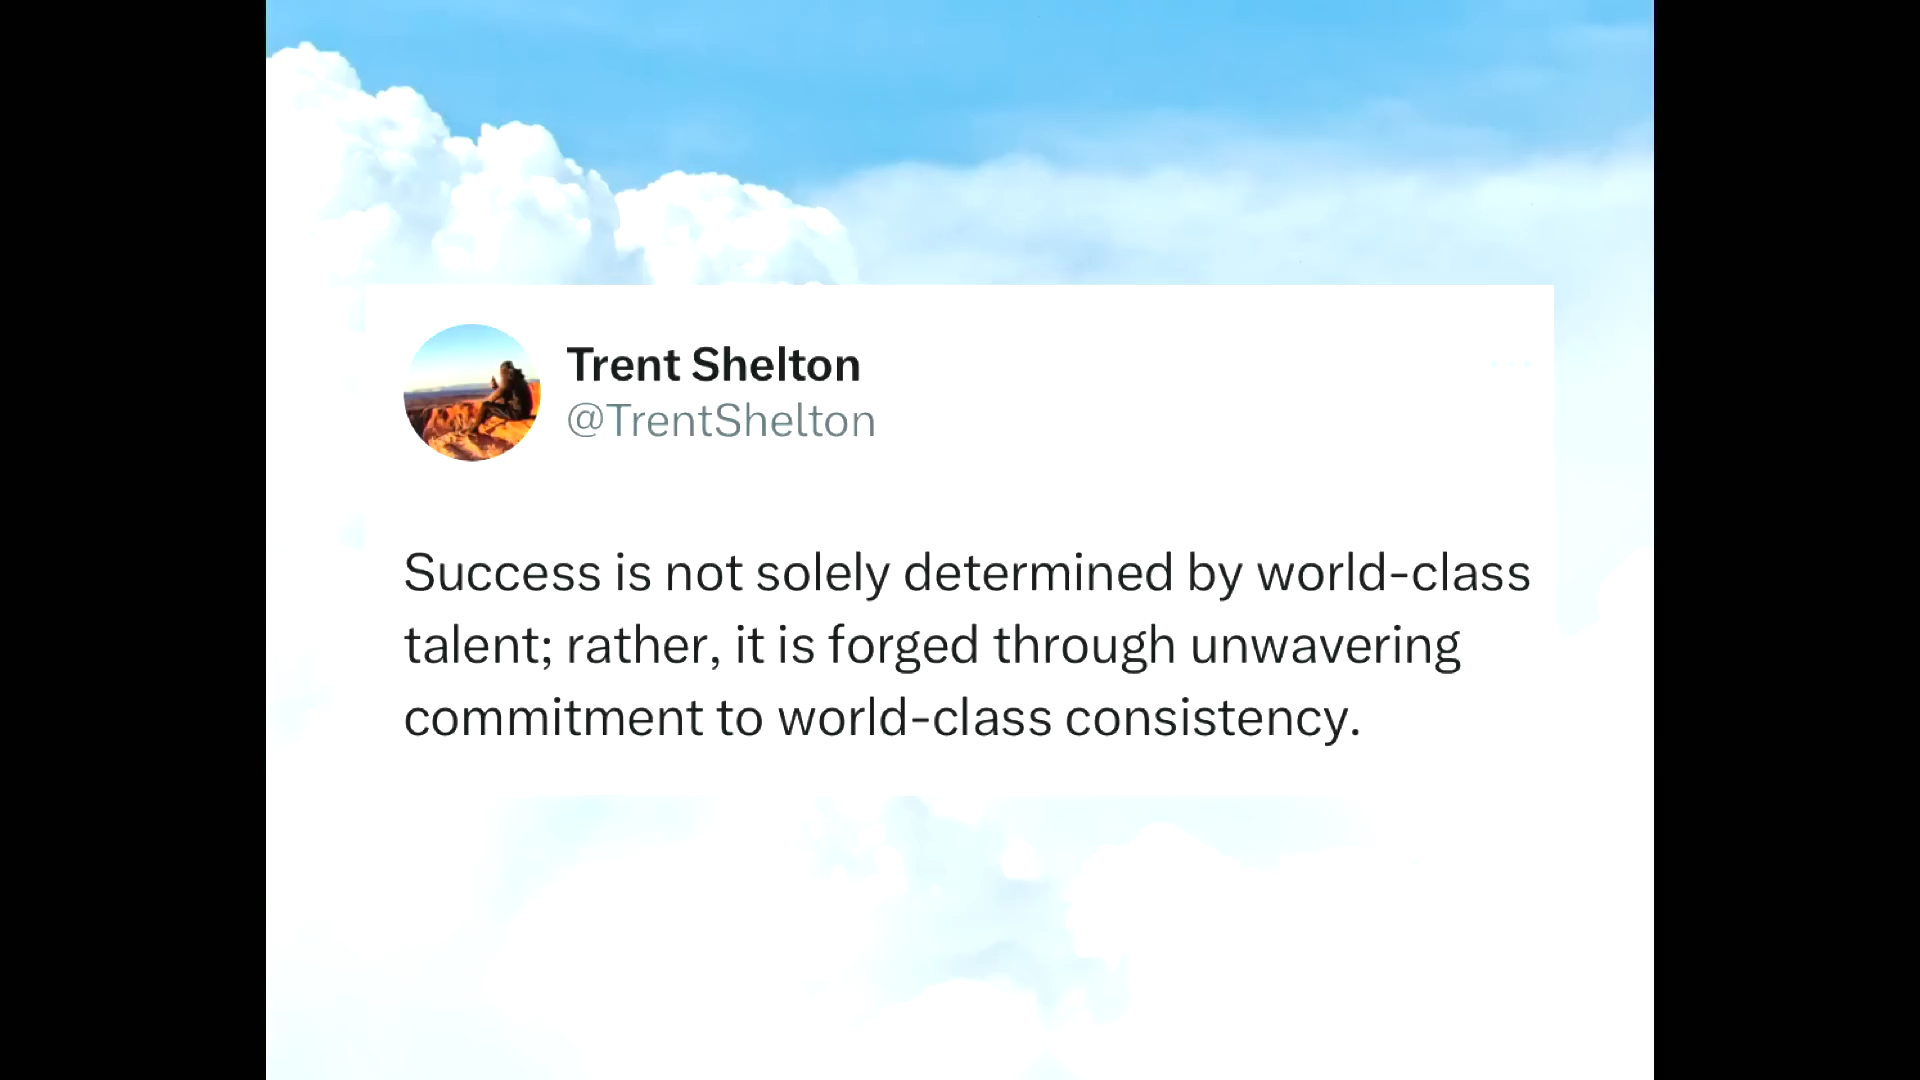 Trent Shelton
@TrentShelton
Success is not solely determined by world-class
talent; rather, it is forged through unwavering
commitment to world-class consistency.